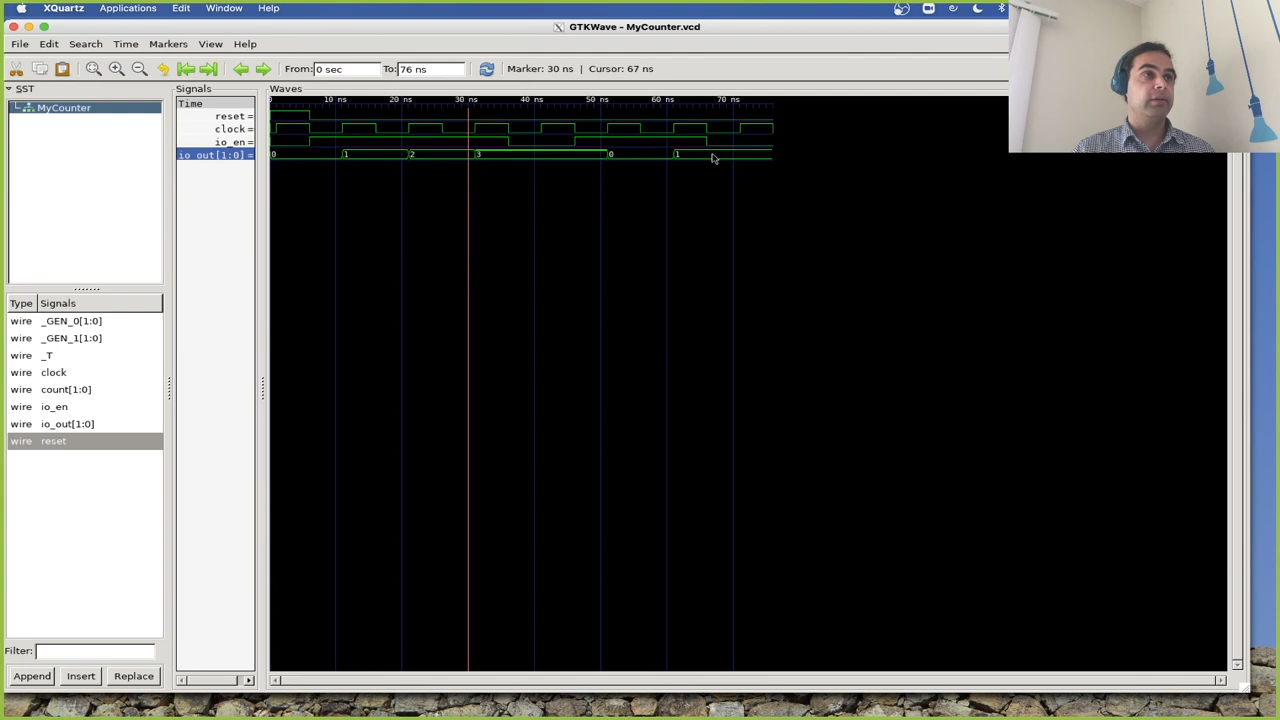 XQuartz Applications Edit Window Help
GTKWave - MyCounter.vcd
File Edit Search Time Markers View Help
From: 0 sec To: 76 ns Marker: 30 ns | Cursor: 67 ns
SST
MyCounter
Signals
Time
reset=
clock=
io_en=
io_out[1:0]=
Waves
0 10 ns 20 ns 30 ns 40 ns 50 ns 60 ns 70 ns
0 1 2 3 0 1
Type Signals
wire _GEN_0[1:0]
wire _GEN_1[1:0]
wire _T
wire clock
wire count[1:0]
wire io_en
wire io_out[1:0]
wire reset
Filter:
Append Insert Replace